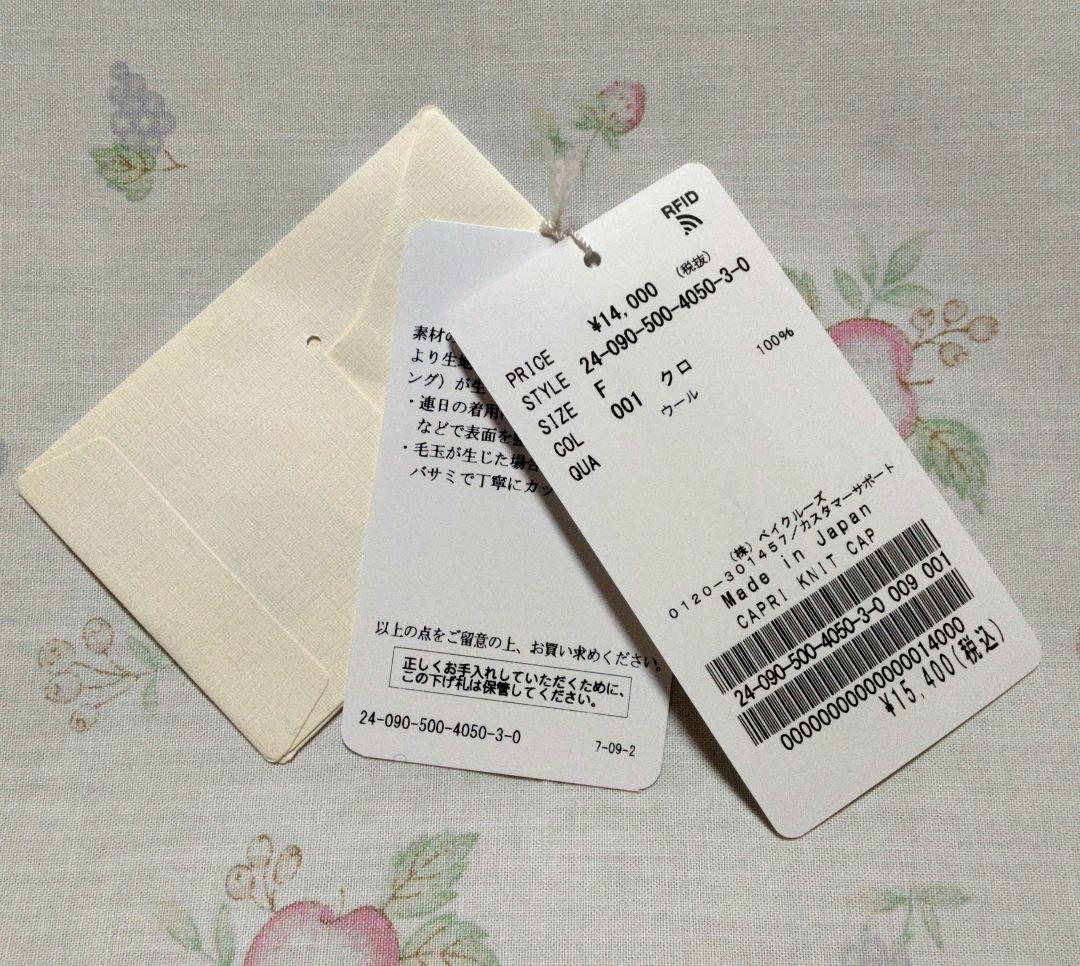 RFID
PRICE ¥14,000 (税抜)
STYLE 24-090-500-4050-3-0
SIZE F
COL 001 クロ
QUA ウール 100%
(株) ベイクルーズ
0120-301457/カスタマーサポート
Made in Japan
CAPRI KNIT CAP
24-090-500-4050-3-0 009 001
¥15,400(税込)
素材の
より生地
ング)が生
・連日の着用
などで表面を
・毛玉が生じた場合
バサミで丁寧にカッ
以上の点をご留意の上、お買い求めください。
正しくお手入れしていただくために、
この下げ札は保管してください。
24-090-500-4050-3-0
7-09-2